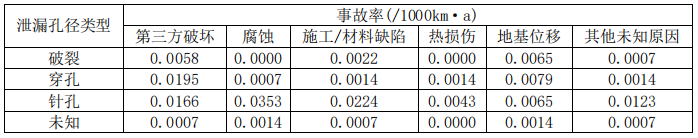 泄漏孔径类型 事故率(/1000km·a)
第三方破坏 腐蚀 施工/材料缺陷 热损伤 地基位移 其他未知原因
破裂 0.0058 0.0000 0.0022 0.0000 0.0065 0.0007
穿孔 0.0195 0.0007 0.0014 0.0014 0.0079 0.0014
针孔 0.0166 0.0353 0.0224 0.0043 0.0065 0.0123
未知 0.0007 0.0014 0.0007 0.0000 0.0014 0.0007